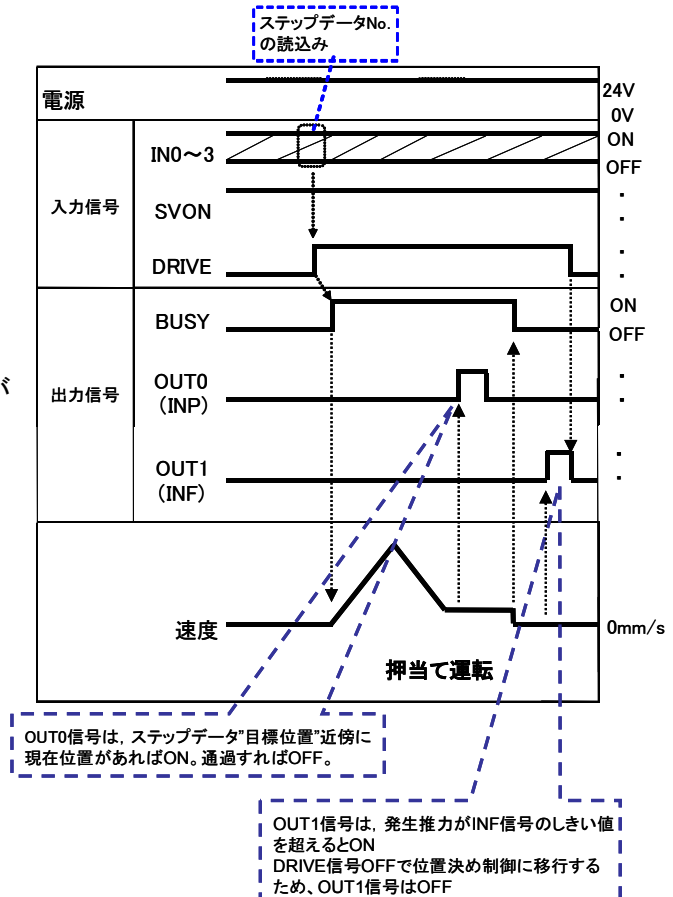 ステップデータNo.
の読込み
電源
24V
0V
入力信号
IN0～3
ON
OFF
SVON
DRIVE
出力信号
BUSY
ON
OFF
が
OUT0
（INP）
OUT1
（INF）
速度
0mm/s
押当て運転
OUT0信号は，ステップデータ”目標位置”近傍に
現在位置があればON。通過すればOFF。
OUT1信号は，発生推力がINF信号のしきい値
を超えるとON
DRIVE信号OFFで位置決め制御に移行する
ため、OUT1信号はOFF